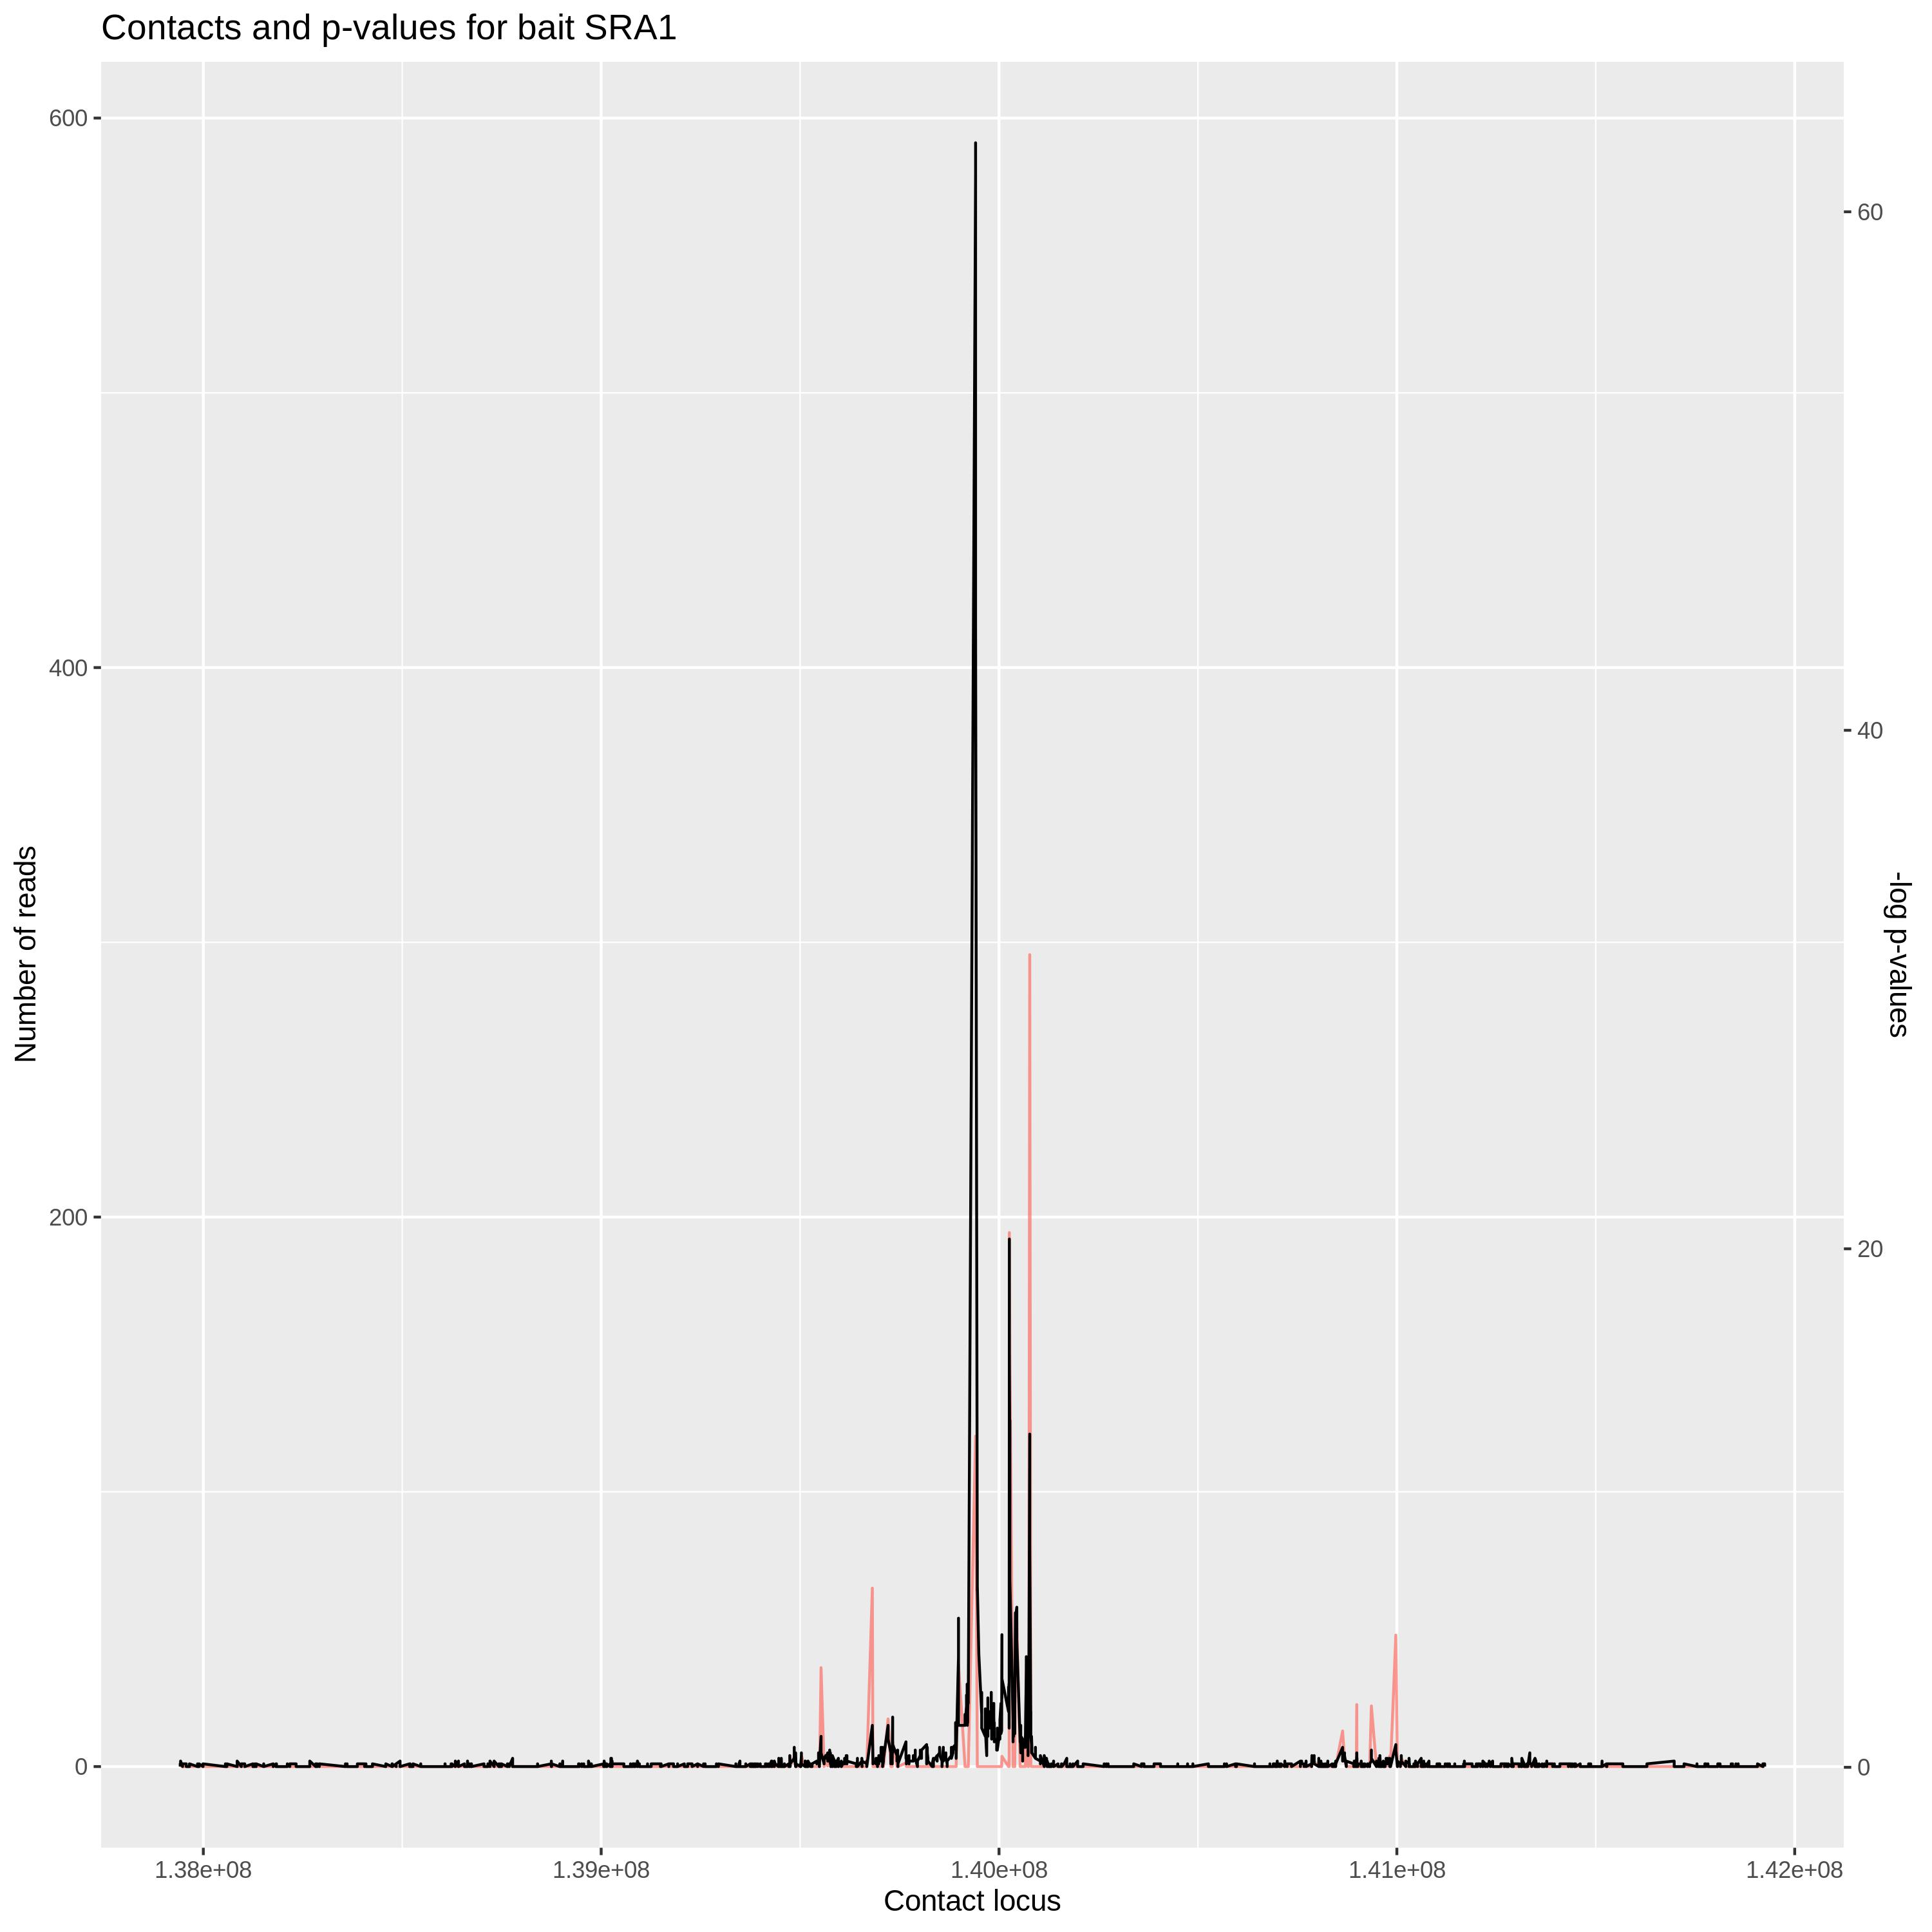 Contacts and p-values for bait SRA1
600
400
200
0
Number of reads
60
40
20
0
-log p-values
1.38e+08 1.39e+08 1.40e+08 1.41e+08 1.42e+08
Contact locus